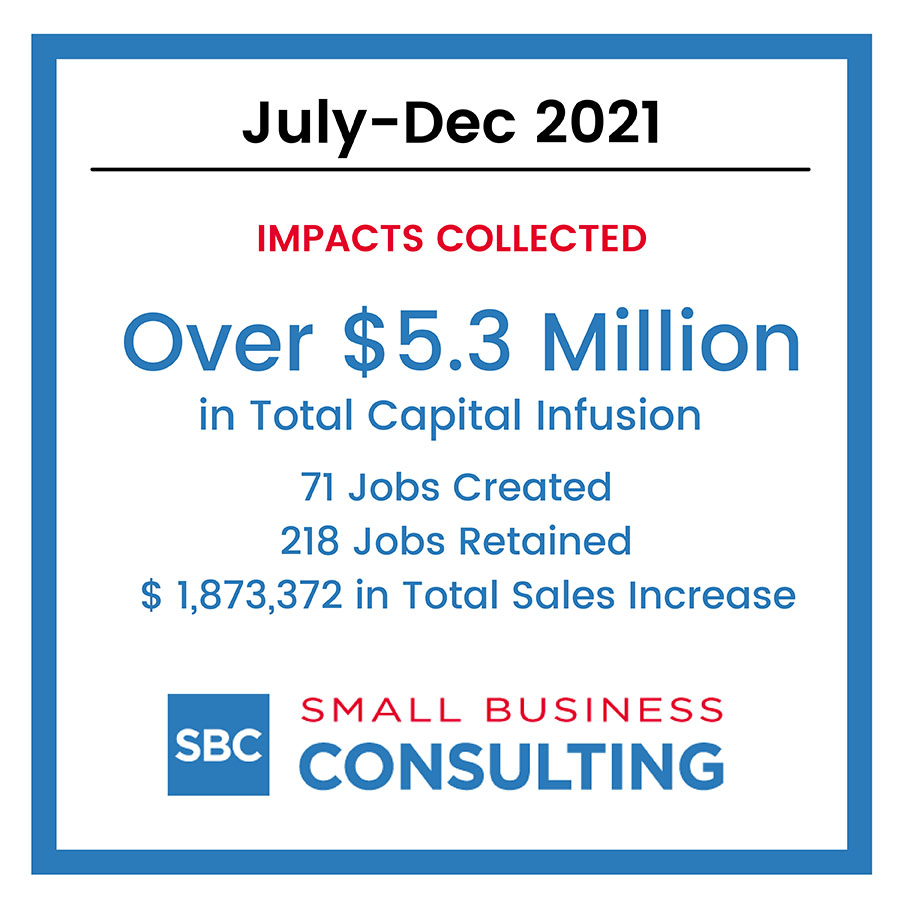 July-Dec 2021
IMPACTS COLLECTED
Over $5.3 Million
in Total Capital Infusion
71 Jobs Created
218 Jobs Retained
$ 1,873,372 in Total Sales Increase
SBC
SMALL BUSINESS
CONSULTING